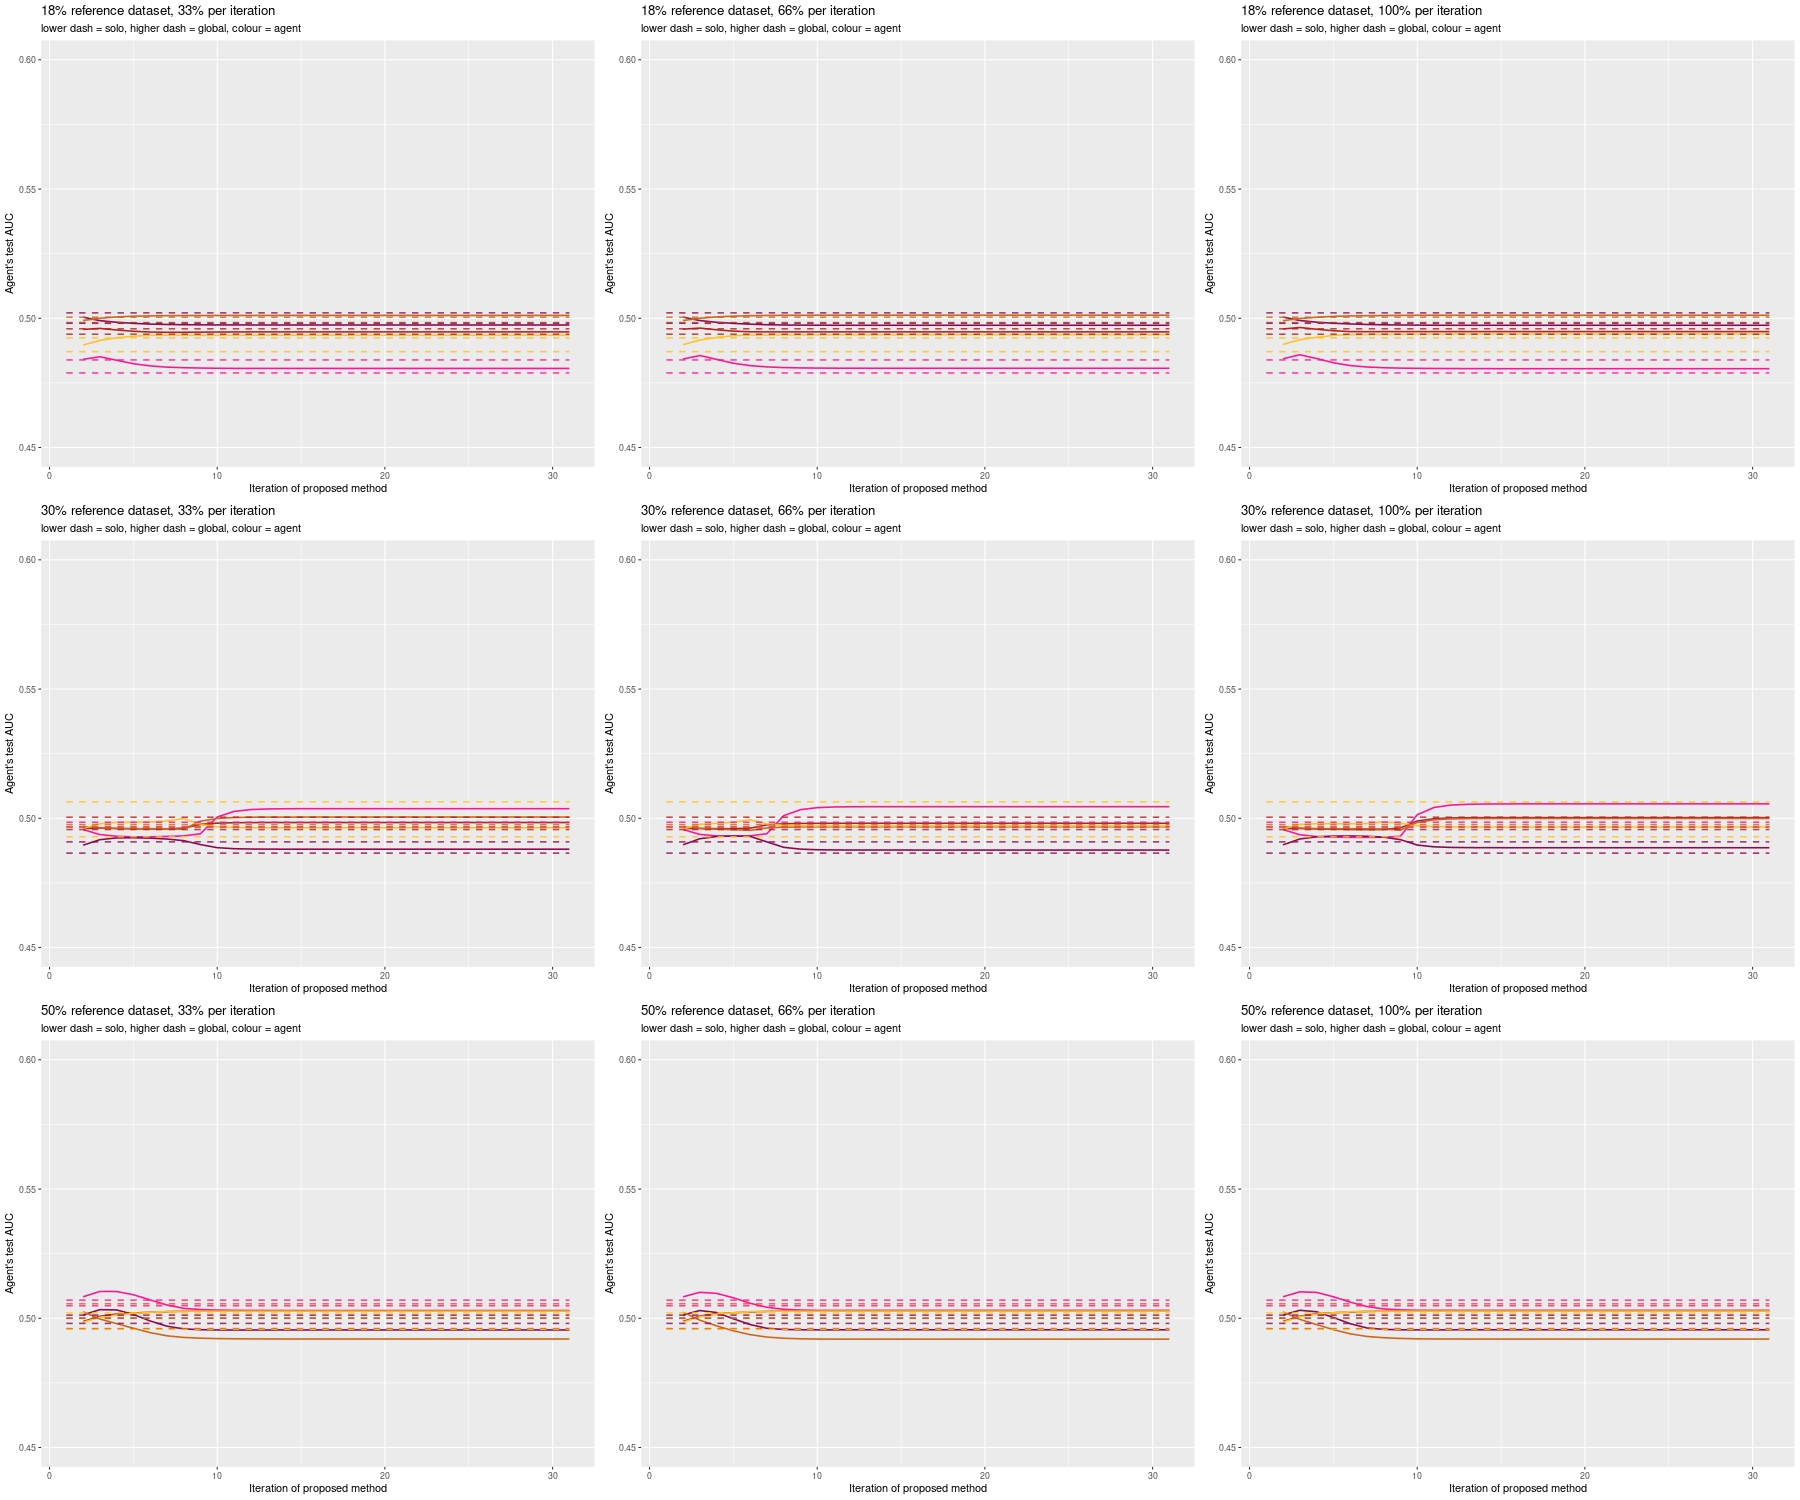 18% reference dataset, 33% per iteration
lower dash = solo, higher dash = global, colour = agent
Agent's test AUC
0.60
0.55
0.50
0.45
0 10 20 30
Iteration of proposed method
18% reference dataset, 66% per iteration
lower dash = solo, higher dash = global, colour = agent
Agent's test AUC
0.60
0.55
0.50
0.45
0 10 20 30
Iteration of proposed method
18% reference dataset, 100% per iteration
lower dash = solo, higher dash = global, colour = agent
Agent's test AUC
0.60
0.55
0.50
0.45
0 10 20 30
Iteration of proposed method
30% reference dataset, 33% per iteration
lower dash = solo, higher dash = global, colour = agent
Agent's test AUC
0.60
0.55
0.50
0.45
0 10 20 30
Iteration of proposed method
30% reference dataset, 66% per iteration
lower dash = solo, higher dash = global, colour = agent
Agent's test AUC
0.60
0.55
0.50
0.45
0 10 20 30
Iteration of proposed method
30% reference dataset, 100% per iteration
lower dash = solo, higher dash = global, colour = agent
Agent's test AUC
0.60
0.55
0.50
0.45
0 10 20 30
Iteration of proposed method
50% reference dataset, 33% per iteration
lower dash = solo, higher dash = global, colour = agent
Agent's test AUC
0.60
0.55
0.50
0.45
0 10 20 30
Iteration of proposed method
50% reference dataset, 66% per iteration
lower dash = solo, higher dash = global, colour = agent
Agent's test AUC
0.60
0.55
0.50
0.45
0 10 20 30
Iteration of proposed method
50% reference dataset, 100% per iteration
lower dash = solo, higher dash = global, colour = agent
Agent's test AUC
0.60
0.55
0.50
0.45
0 10 20 30
Iteration of proposed method